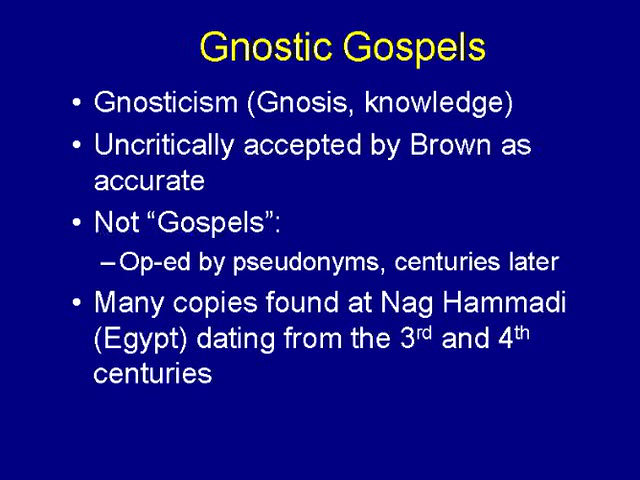 Gnostic Gospels
• Gnosticism (Gnosis, knowledge)
• Uncritically accepted by Brown as
accurate
• Not “Gospels”:
– Op-ed by pseudonyms, centuries later
• Many copies found at Nag Hammadi
(Egypt) dating from the 3rd and 4th
centuries